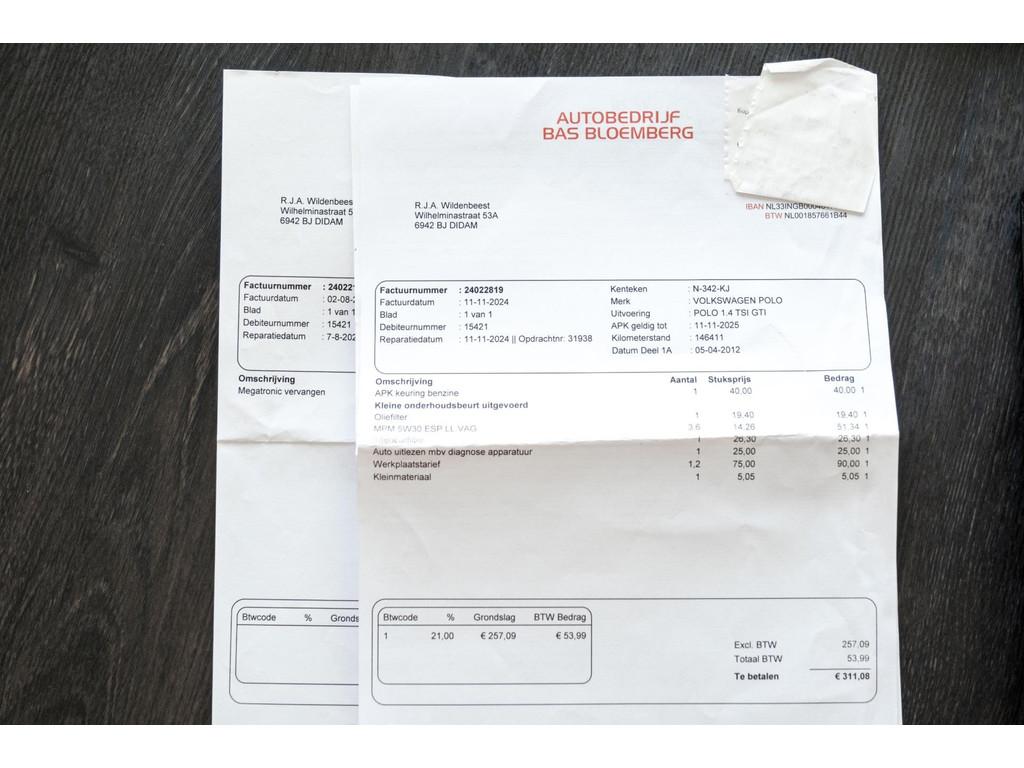 AUTOBEDRIJF
BAS BLOEMBERG
IBAN NL33INGB000
BTW NL001857661B44
R.J.A. Wildenbees
Wilhelminastraat 5
6942 BJ DIDAM
Factuurnummer : 2402
Factuurdatum : 02-08-
Blad : 1 van 1
Debiteurnummer : 15421
Reparatiedatum : 7-8-202
Omschrijving
Megatronic vervangen
Btwcode % Gronds
R.J.A. Wildenbeest
Wilhelminastraat 53A
6942 BJ DIDAM
Factuurnummer : 24022819
Factuurdatum : 11-11-2024
Blad : 1 van 1
Debiteurnummer : 15421
Reparatiedatum : 11-11-2024 || Opdrachtnr: 31938
Kenteken : N-342-KJ
Merk : VOLKSWAGEN POLO
Uitvoering : POLO 1.4 TSI GTI
APK geldig tot : 11-11-2025
Kilometerstand : 146411
Datum Deel 1A : 05-04-2012
Omschrijving Aantal Stuksprijs Bedrag
APK keuring benzine 1 40,00 40,00 1
Kleine onderhoudsbeurt uitgevoerd
Oliefilter 1 19,40 19,40 1
MPM 5W30 ESP LL VAG 3,6 14,26 51,34 1
1 26,30 26,30 1
Auto uitlezen mbv diagnose apparatuur 1 25,00 25,00 1
Werkplaatstarief 1,2 75,00 90,00 1
Kleinmateriaal 1 5,05 5,05 1
Btwcode % Grondslag BTW Bedrag
1 21,00 € 257,09 € 53,99
Excl. BTW 257,09
Totaal BTW 53,99
Te betalen € 311,08